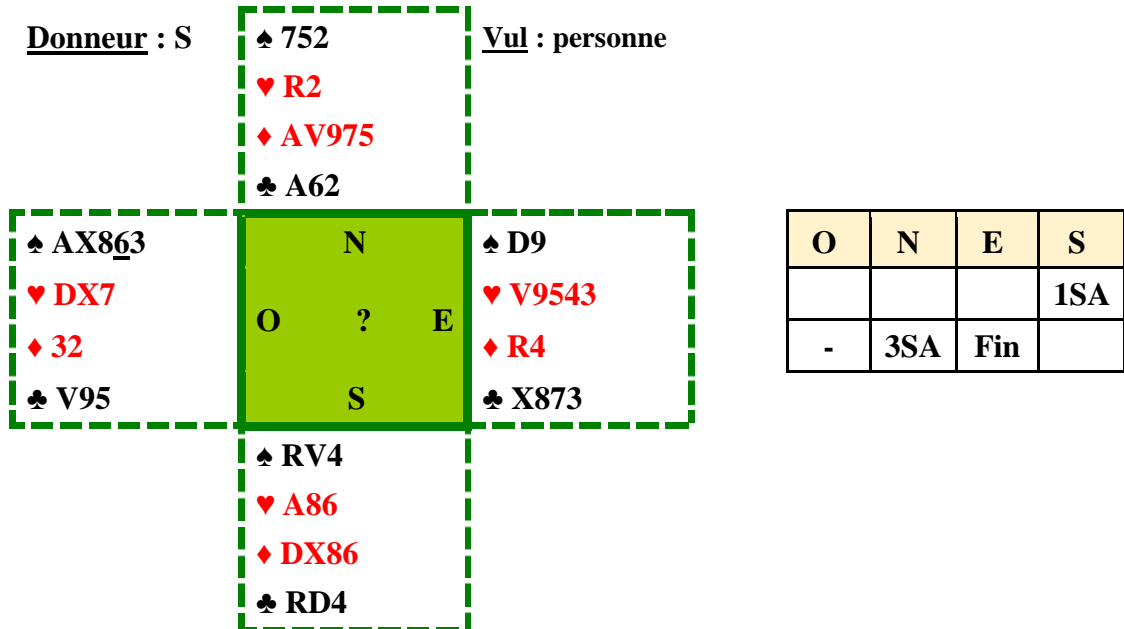 Donneur : S
♠ 752
Vul : personne
♥ R2
♦ AV975
♣ A62
♠ AX863
N
♠ D9
♥ DX7
O ? E
♥ V9543
♦ 32
♦ R4
♣ V95
S
♣ X873
♠ RV4
♥ A86
♦ DX86
♣ RD4
O N E S
1SA
- 3SA Fin